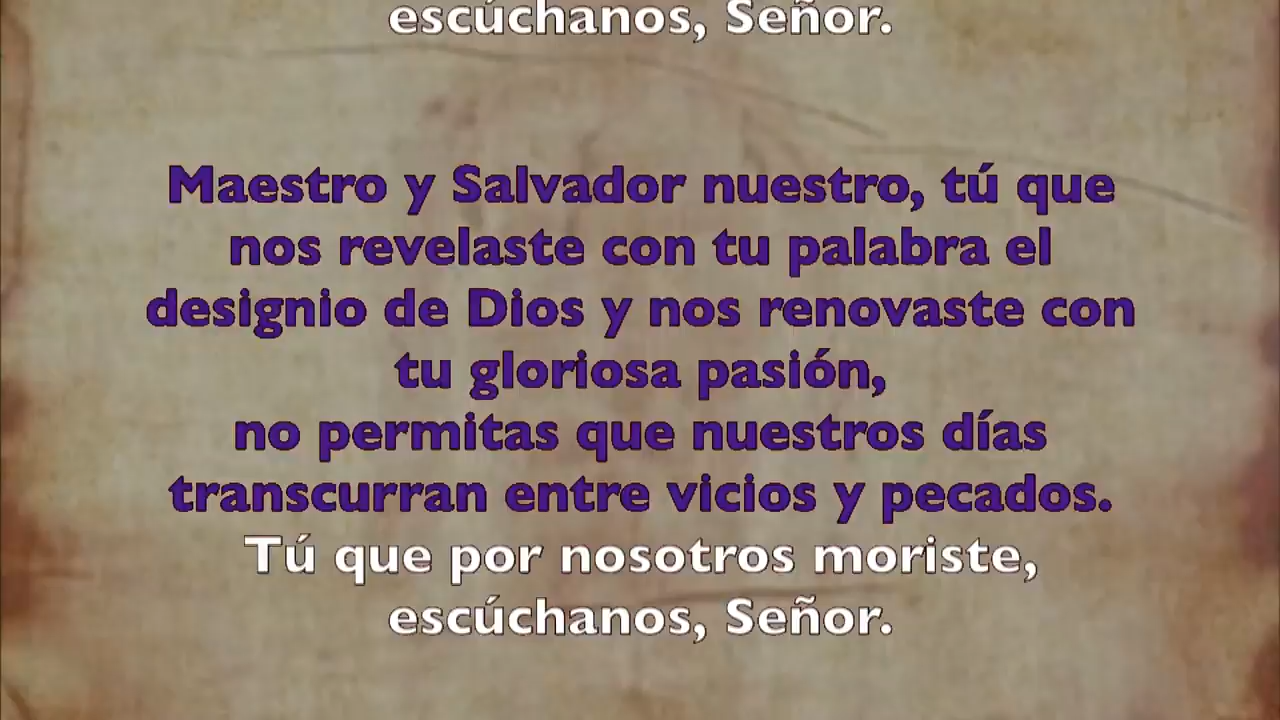 escúchanos, Señor.
Maestro y Salvador nuestro, tú que
nos revelaste con tu palabra el
designio de Dios y nos renovaste con
tu gloriosa pasión,
no permitas que nuestros días
transcurran entre vicios y pecados.
Tú que por nosotros moriste,
escúchanos, Señor.